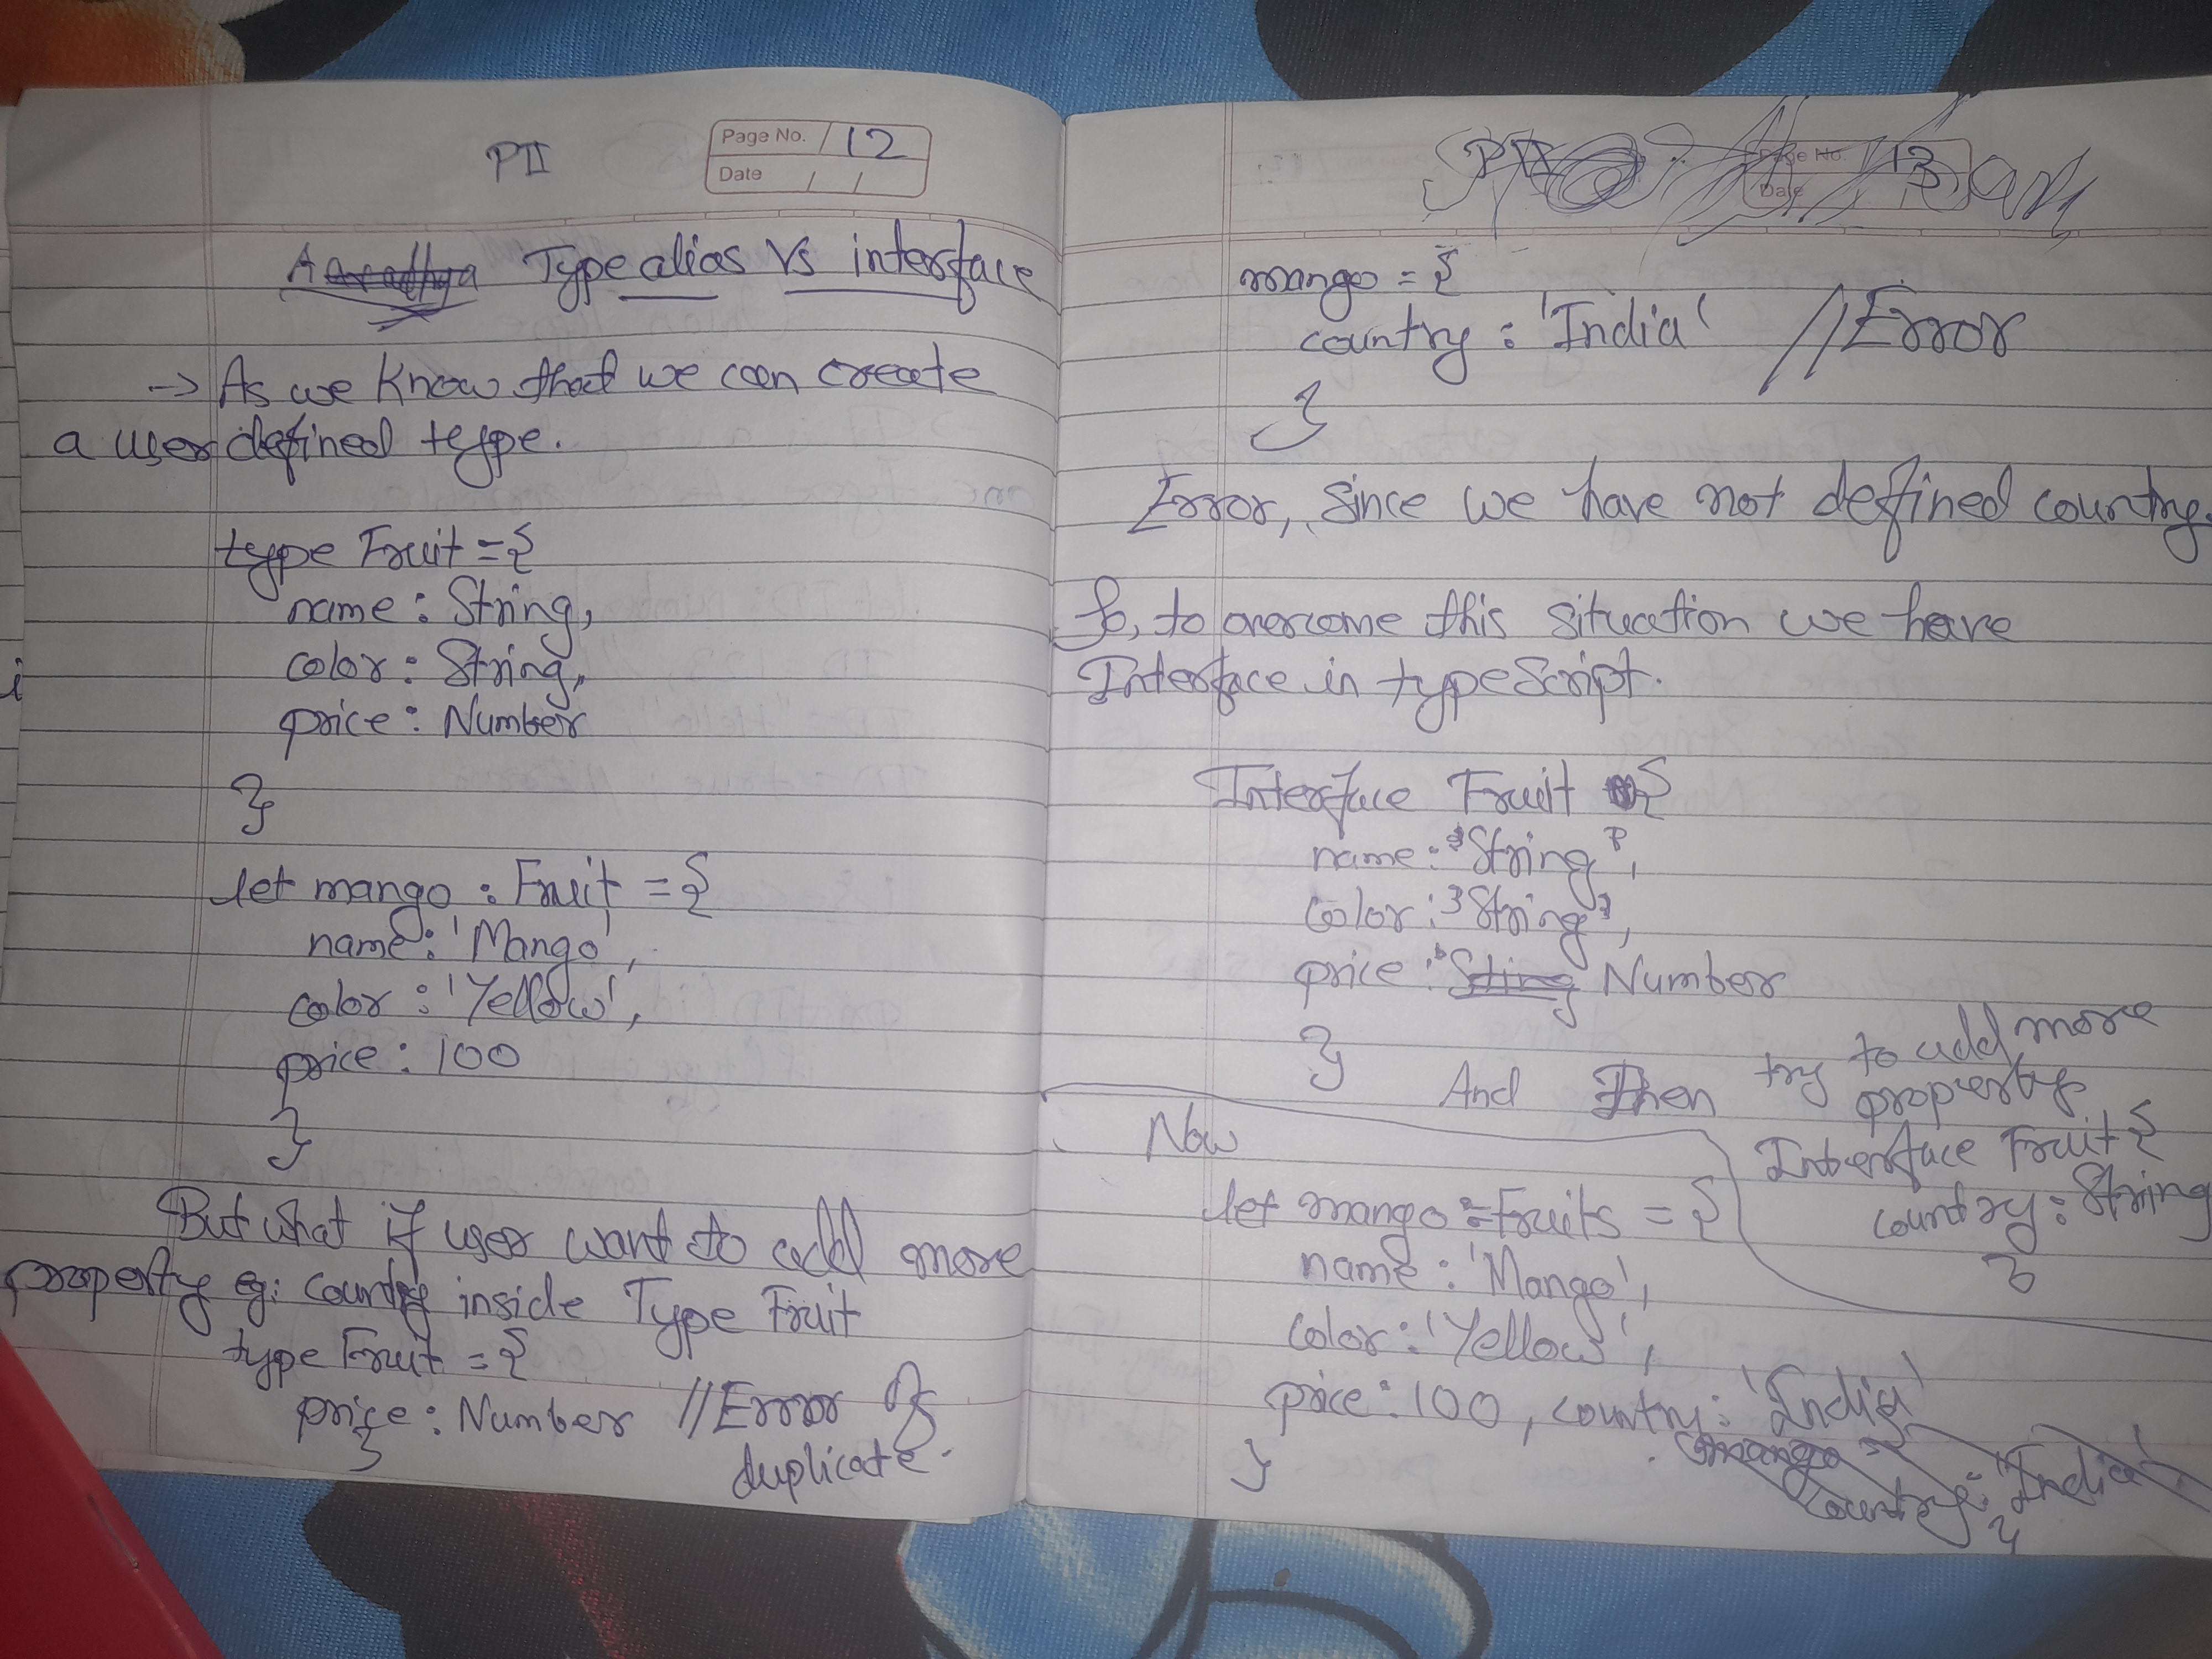 PII
Page No. 12
Date / /
Type alias Vs interface
-> As we know that we can create
a user defined type.
type Fruit = {
name : String,
color : String,
price : Number
}
let mango : Fruit = {
name : 'Mango',
color : 'Yellow',
price : 100
}
But what if user want to add more
property eg: country inside Type Fruit
type Fruit = {
price : Number //Error of
} duplicate.
Page No. 13
Date
mango = {
country : 'India' //Error
}
Error, Since we have not deffined country.
So, to overcome this situation we have
Interface in typeScript.
Interface Fruit {
name : "String",
color : "String",
price : String Number
}
And Then try to add more
property
Interface Fruit {
country : String
}
Now
let mango : Fruits = {
name : 'Mango',
color : 'Yellow',
price : 100, country : 'India'
}
mango = {
country : 'India'
}